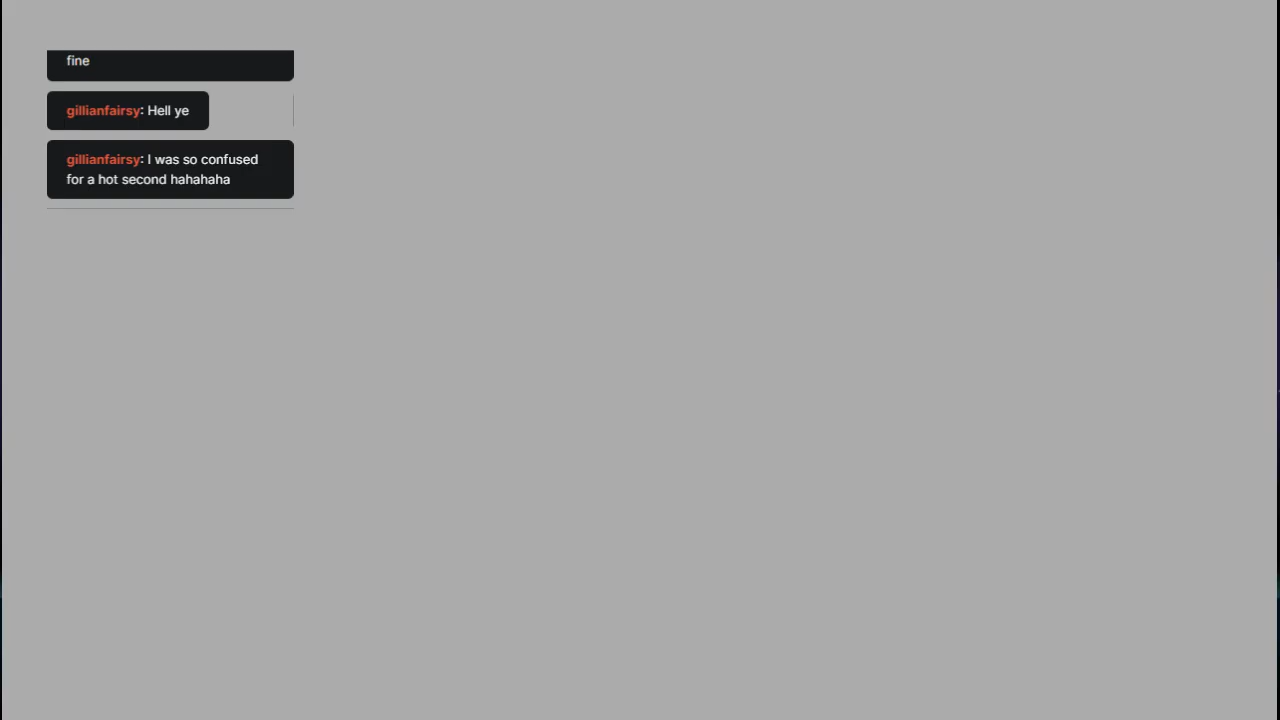 fine
gillianfairsy: Hell ye
gillianfairsy: I was so confused
for a hot second hahahaha